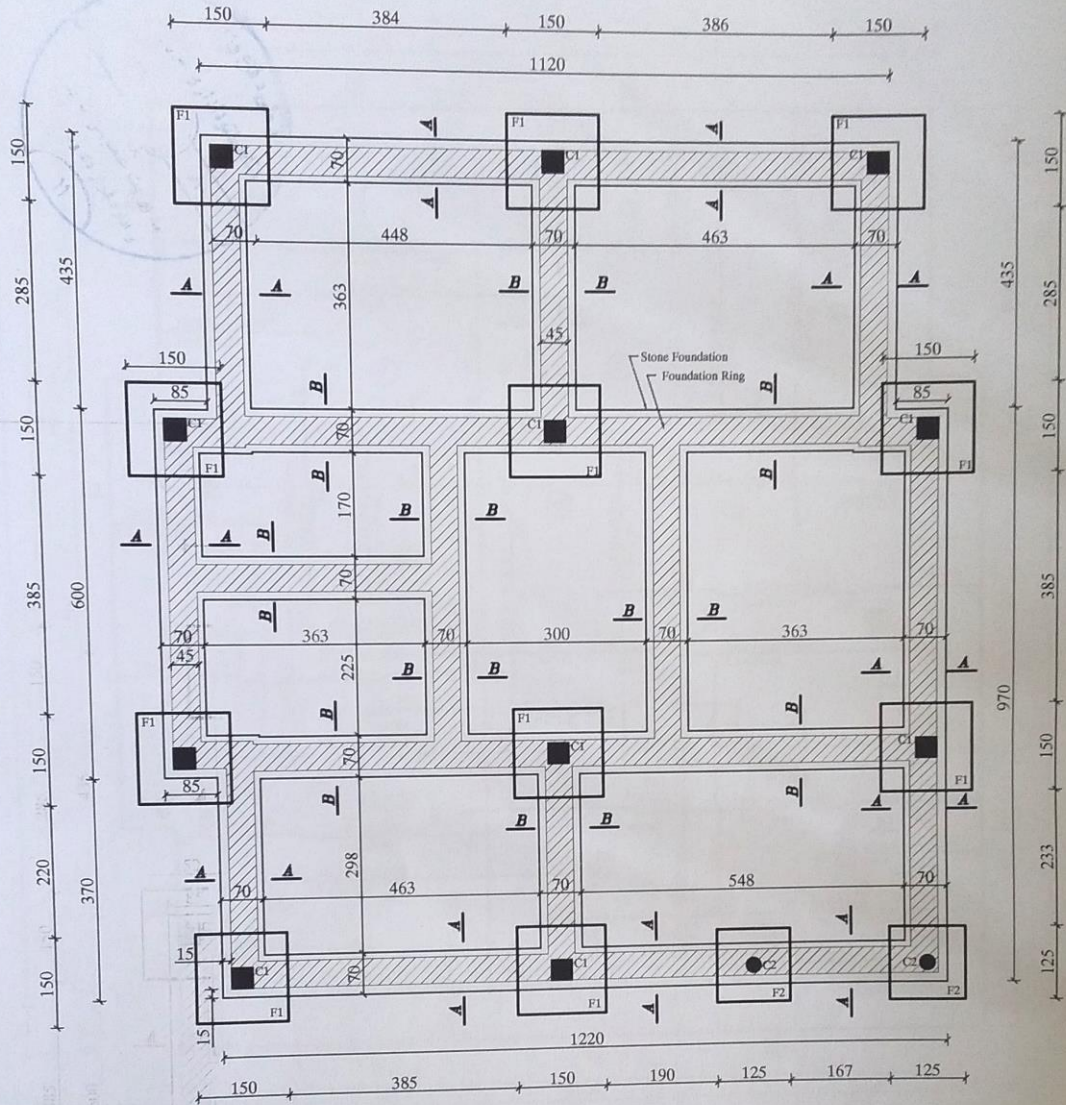 150 384 150 386 150
1120
F1 F1 F1
C1 C1 C1
A A
70
A A
150 150
70 448 70 463 70
435 435
285 285
A A B B A A
363
45
Stone Foundation
Foundation Ring
150 150
85 85
B B
150 150
C1 C1
70
F1 F1 F1
B B
170
B B
A A B
385 385
600
70
B B B
70 363 70 300 70 363 70
45
225
B B A A
970
F1
B B
150 150
C1 C1
70
F1
85
B B
B B A A
298
220 233
370
A A
70 463 70 548 70
A A A
15
150 125
C1 C1 C2 C2
70
F1 F1 F2 F2
A A A
15
1220
150 385 150 190 125 167 125